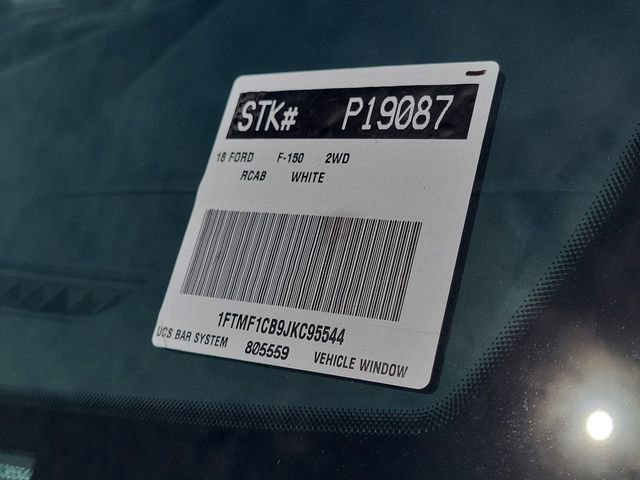 STK# P19087
18 FORD F-150 2WD
RCAB WHITE
1FTMF1CB9JKC95544
UCS BAR SYSTEM 805559 VEHICLE WINDOW